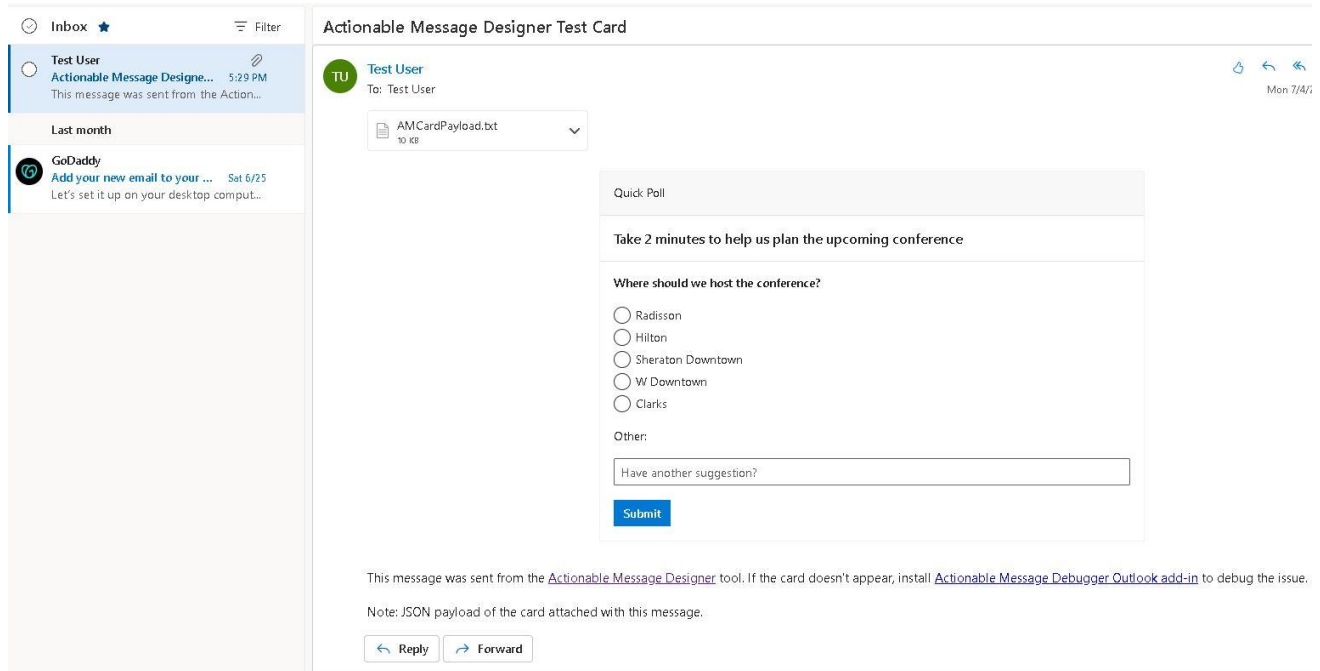 Inbox
Filter
Test User
Actionable Message Designe... 5:29 PM
This message was sent from the Action...
Last month
GoDaddy
Add your new email to your ... Sat 6/25
Let's set it up on your desktop comput...
Actionable Message Designer Test Card
TU
Test User
To: Test User
Mon 7/4/
AMCardPayload.txt
10 KB
Quick Poll
Take 2 minutes to help us plan the upcoming conference
Where should we host the conference?
Radisson
Hilton
Sheraton Downtown
W Downtown
Clarks
Other:
Have another suggestion?
Submit
This message was sent from the Actionable Message Designer tool. If the card doesn't appear, install Actionable Message Debugger Outlook add-in to debug the issue.
Note: JSON payload of the card attached with this message.
Reply
Forward